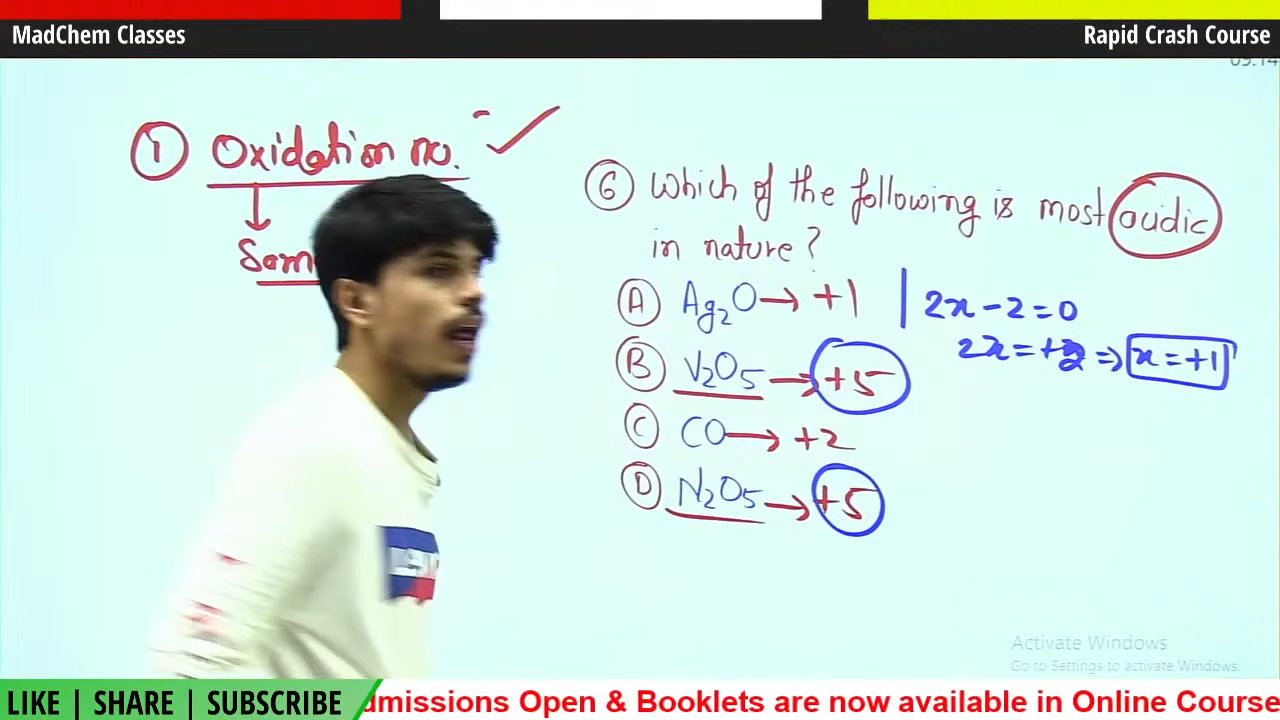 MadChem Classes
Rapid Crash Course
① Oxidation no. ✓
Som
⑥ Which of the following is most acidic
in nature?
Ⓐ Ag₂O → +1 | 2x - 2 = 0
2x = +2 ⇒ x = +1
Ⓑ V₂O₅ → +5
Ⓒ CO → +2
Ⓓ N₂O₅ → +5
Activate Windows
Go to Settings to activate Windows.
LIKE | SHARE | SUBSCRIBE
dmissions Open & Booklets are now available in Online Course